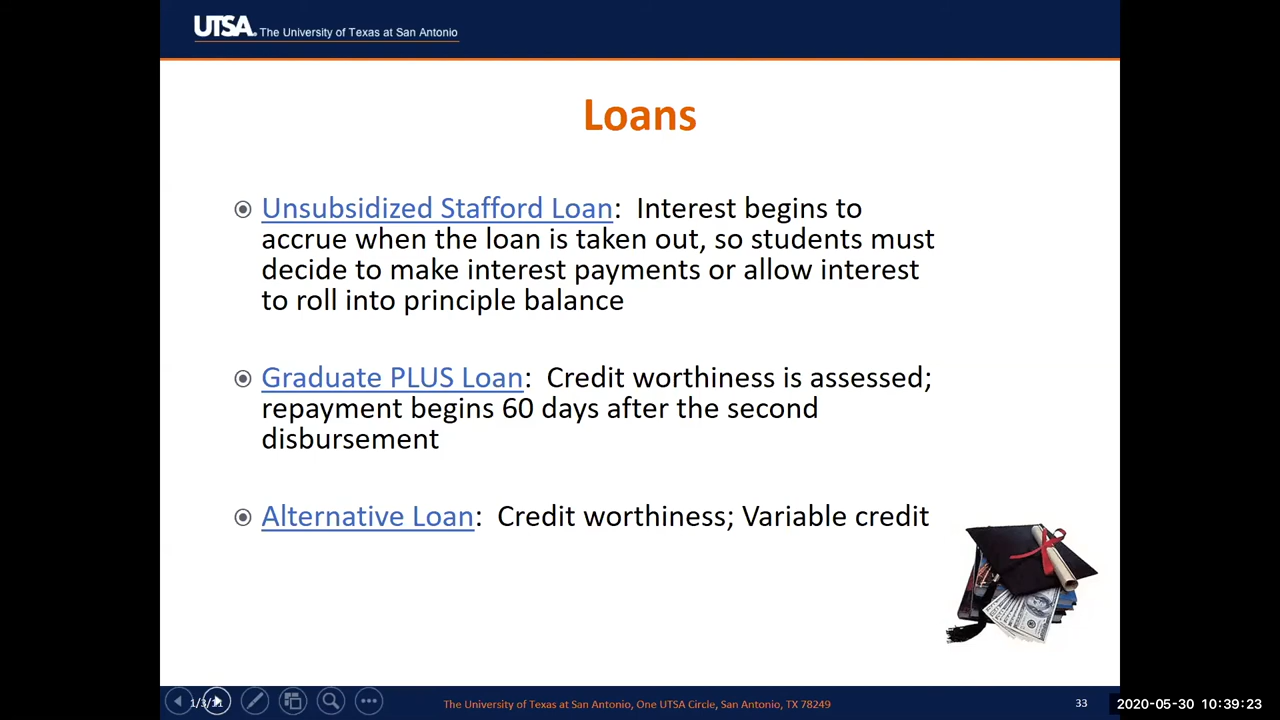 UTSA. The University of Texas at San Antonio
Loans
Unsubsidized Stafford Loan: Interest begins to
accrue when the loan is taken out, so students must
decide to make interest payments or allow interest
to roll into principle balance
Graduate PLUS Loan: Credit worthiness is assessed;
repayment begins 60 days after the second
disbursement
Alternative Loan: Credit worthiness; Variable credit
The University of Texas at San Antonio, One UTSA Circle, San Antonio, TX 78249
33
2020-05-30 10:39:23